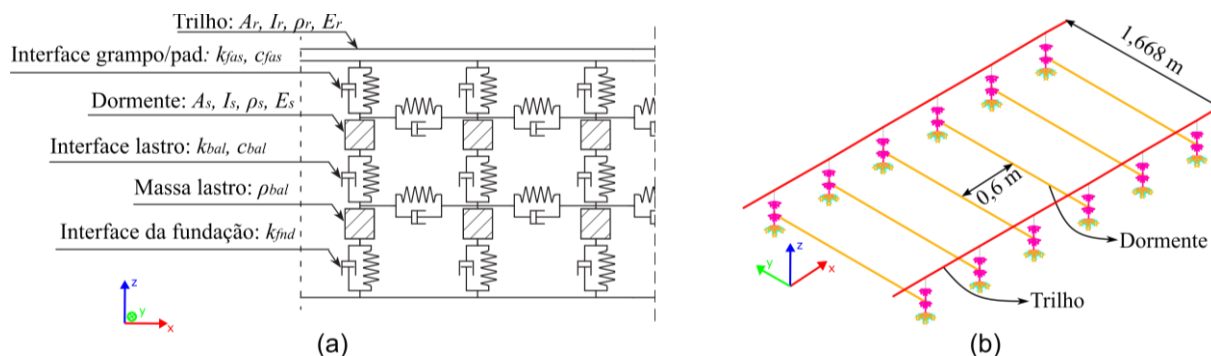 Trilho: Ar, Ir, ρr, Er
Interface grampo/pad: kfas, cfas
Dormente: As, Is, ρs, Es
Interface lastro: kbal, cbal
Massa lastro: ρbal
Interface da fundação: kfnd
z
y
x
(a)
1,668 m
0,6 m
Dormente
Trilho
z
y
x
(b)